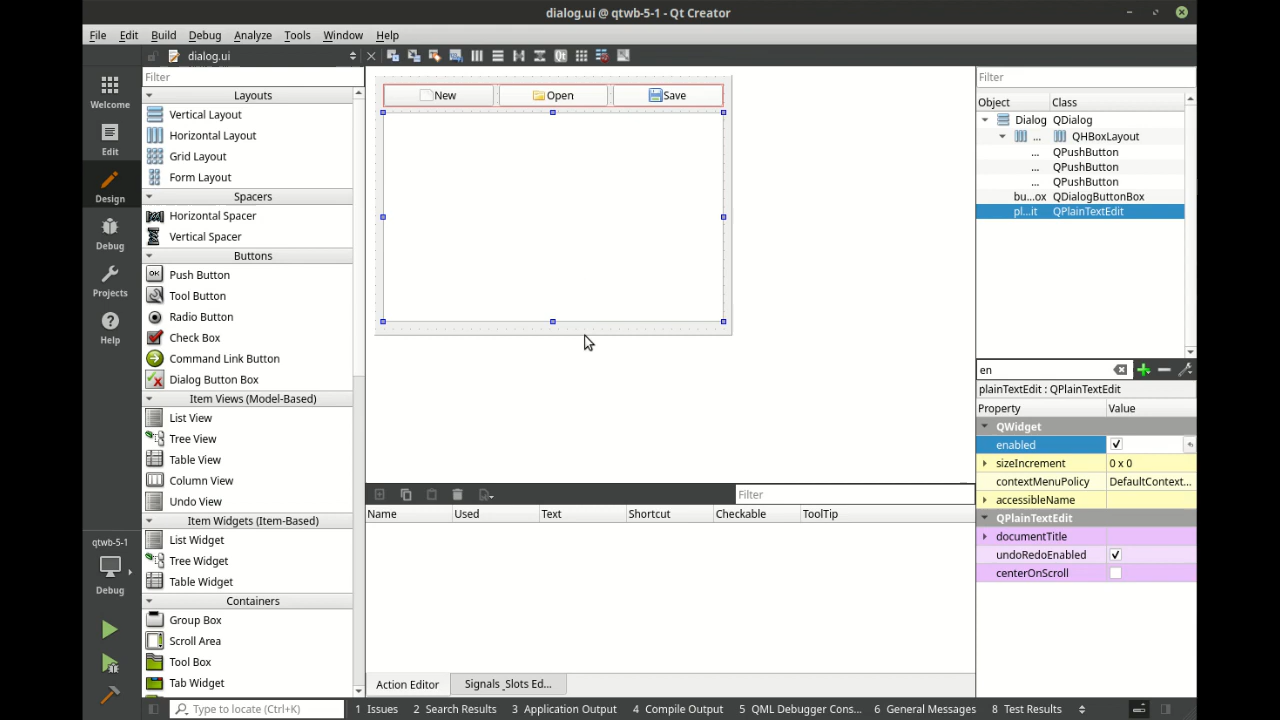 dialog.ui @ qtwb-5-1 - Qt Creator
File Edit Build Debug Analyze Tools Window Help
dialog.ui
Welcome
Edit
Design
Debug
Projects
Help
qtwb-5-1
Debug
Filter
Layouts
Vertical Layout
Horizontal Layout
Grid Layout
Form Layout
Spacers
Horizontal Spacer
Vertical Spacer
Buttons
OK Push Button
Tool Button
Radio Button
Check Box
Command Link Button
Dialog Button Box
Item Views (Model-Based)
List View
Tree View
Table View
Column View
Undo View
Item Widgets (Item-Based)
List Widget
Tree Widget
Table Widget
Containers
Group Box
Scroll Area
Tool Box
Tab Widget
New Open Save
Filter
Name Used Text Shortcut Checkable ToolTip
Action Editor Signals _Slots Ed...
Filter
Object Class
Dialog QDialog
... QHBoxLayout
... QPushButton
... QPushButton
... QPushButton
bu...ox QDialogButtonBox
pl...it QPlainTextEdit
en
plainTextEdit : QPlainTextEdit
Property Value
QWidget
enabled
sizeIncrement 0 x 0
contextMenuPolicy DefaultContext...
accessibleName
QPlainTextEdit
documentTitle
undoRedoEnabled
centerOnScroll
Type to locate (Ctrl+K) 1 Issues 2 Search Results 3 Application Output 4 Compile Output 5 QML Debugger Cons... 6 General Messages 8 Test Results